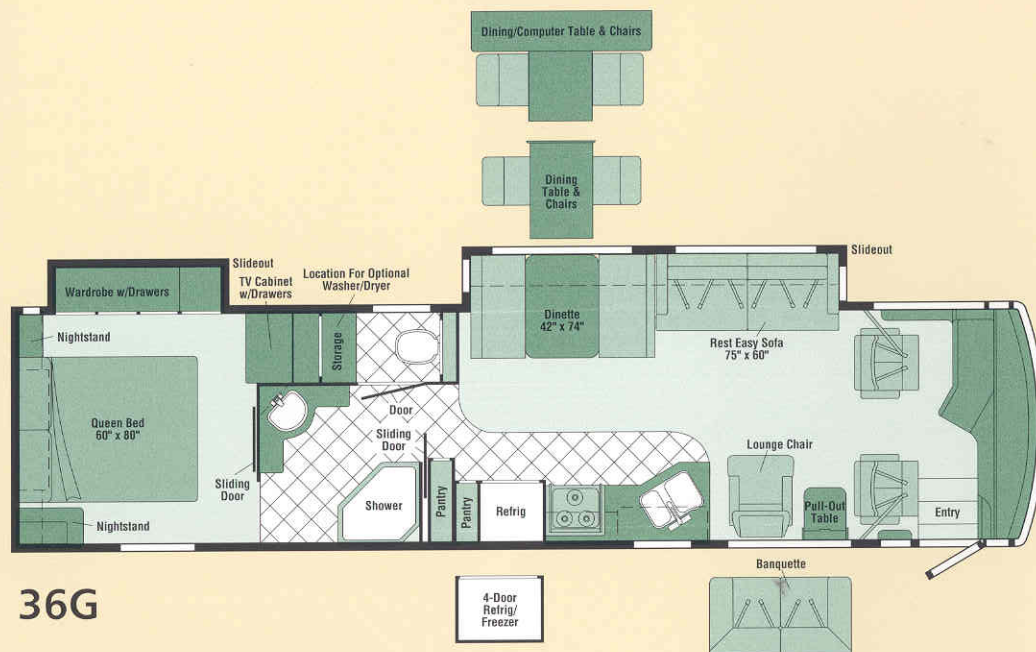 Dining/Computer Table & Chairs
Dining
Table &
Chairs
Slideout
Slideout
TV Cabinet
w/Drawers
Location For Optional
Washer/Dryer
Wardrobe w/Drawers
Nightstand
Storage
Dinette
42" x 74"
Rest Easy Sofa
75" x 60"
Queen Bed
60" x 80"
Door
Sliding
Door
Sliding
Door
Lounge Chair
Shower
Pantry
Pantry
Refrig
Pull-Out
Table
Entry
Nightstand
Banquette
36G
4-Door
Refrig/
Freezer